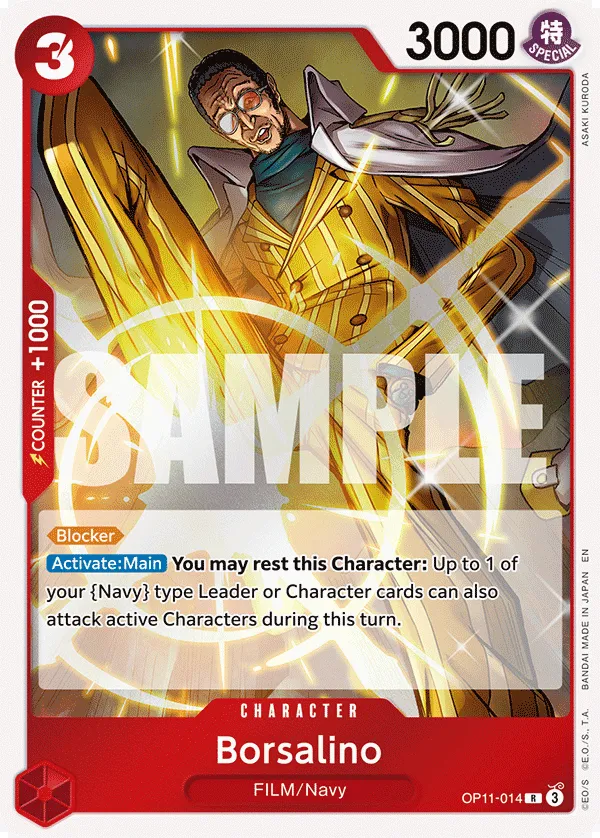 3
3000
特
SPECIAL
ASAKI KURODA
COUNTER +1000
SAMPLE
Blocker
Activate:Main You may rest this Character: Up to 1 of
your {Navy} type Leader or Character cards can also
attack active Characters during this turn.
CHARACTER
Borsalino
FILM/Navy
OP11-014 R 3
©E.O./S ©E.O./S., T.A. BANDAI MADE IN JAPAN EN